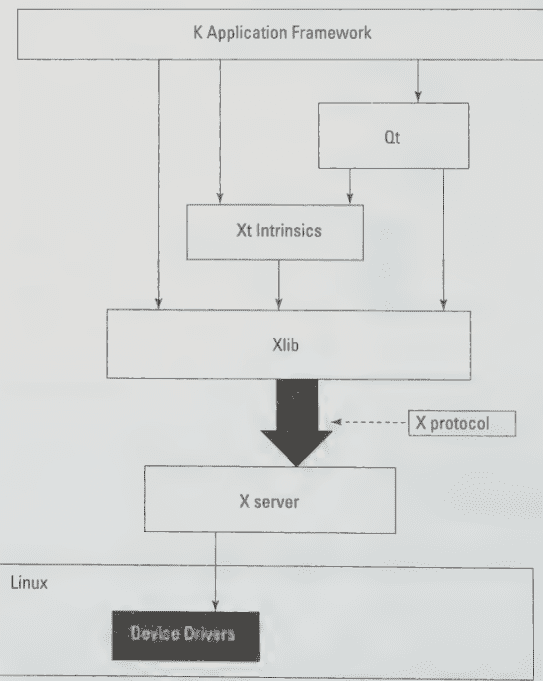 K Application Framework
Qt
Xt Intrinsics
Xlib
X protocol
X server
Linux
Device Drivers